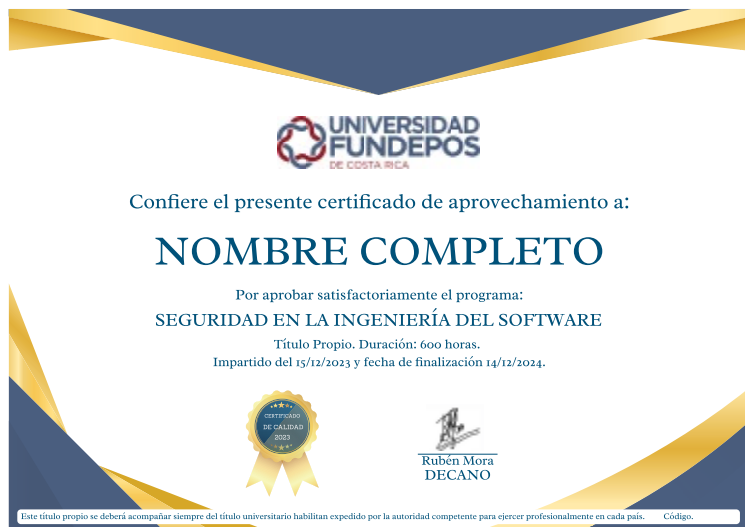 UNIVERSIDAD
FUNDEPOS
DE COSTA RICA
Confiere el presente certificado de aprovechamiento a:
NOMBRE COMPLETO
Por aprobar satisfactoriamente el programa:
SEGURIDAD EN LA INGENIERÍA DEL SOFTWARE
Título Propio. Duración: 600 horas.
Impartido del 15/12/2023 y fecha de finalización 14/12/2024.
CERTIFICADO
DE CALIDAD
2023
Rubén Mora
DECANO
Este título propio se deberá acompañar siempre del título universitario habilitan expedido por la autoridad competente para ejercer profesionalmente en cada país. Código.